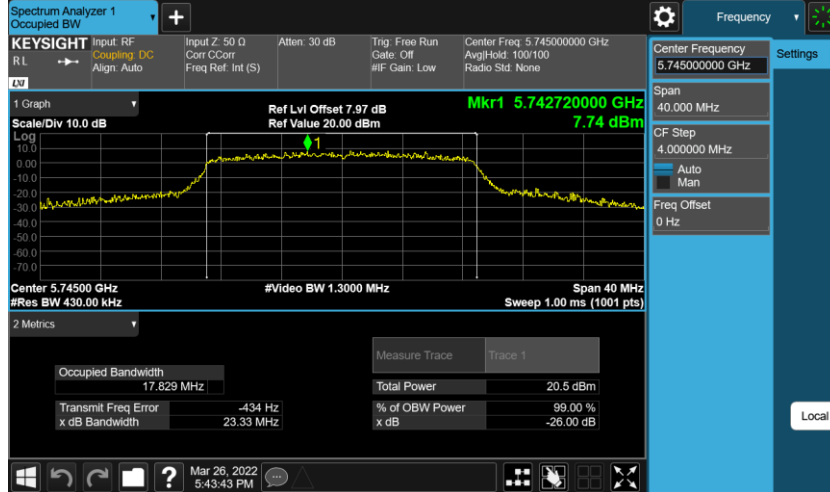 Spectrum Analyzer 1
Occupied BW
Frequency
KEYSIGHT
R L
LXI
Input: RF
Coupling: DC
Align: Auto
Input Z: 50 Ω
Corr CCorr
Freq Ref: Int (S)
Atten: 30 dB
Trig: Free Run
Gate: Off
#IF Gain: Low
Center Freq: 5.745000000 GHz
Avg|Hold: 100/100
Radio Std: None
Center Frequency
5.745000000 GHz
Settings
Span
40.000 MHz
CF Step
4.000000 MHz
Auto
Man
Freq Offset
0 Hz
1 Graph
Scale/Div 10.0 dB
Ref Lvl Offset 7.97 dB
Ref Value 20.00 dBm
Mkr1 5.742720000 GHz
7.74 dBm
Log
10.0
0.00
-10.0
-20.0
-30.0
-40.0
-50.0
-60.0
-70.0
1
Center 5.74500 GHz
#Video BW 1.3000 MHz
Span 40 MHz
#Res BW 430.00 kHz
Sweep 1.00 ms (1001 pts)
2 Metrics
Measure Trace Trace 1
Occupied Bandwidth
17.829 MHz
Total Power 20.5 dBm
Transmit Freq Error -434 Hz
% of OBW Power 99.00 %
x dB Bandwidth 23.33 MHz
x dB -26.00 dB
Local
?
Mar 26, 2022
5:43:43 PM